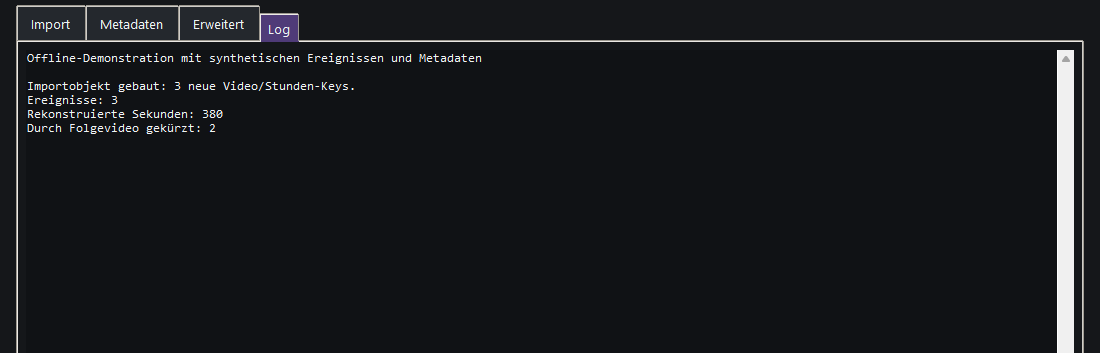 Import Metadaten Erweitert Log
Offline-Demonstration mit synthetischen Ereignissen und Metadaten
Importobjekt gebaut: 3 neue Video/Stunden-Keys.
Ereignisse: 3
Rekonstruierte Sekunden: 380
Durch Folgevideo gekürzt: 2